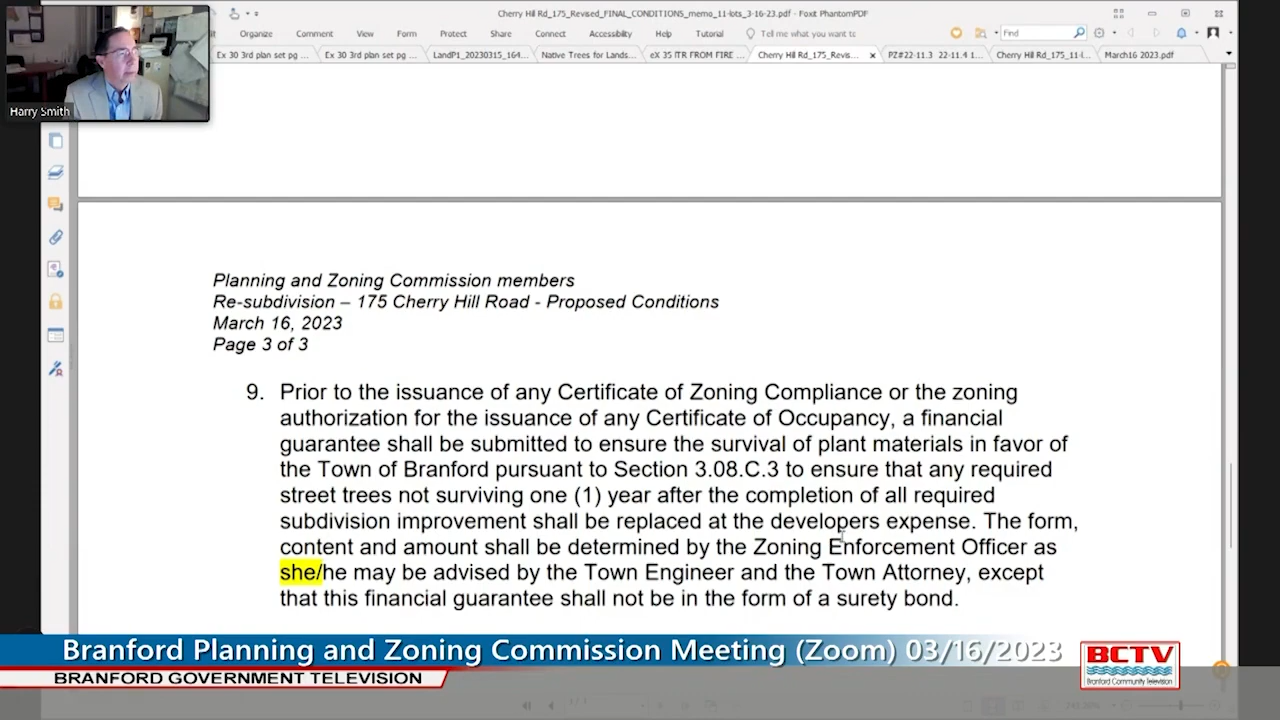 Cherry Hill Rd_175_Revised_FINAL_CONDITIONS_memo_11-lots_3-16-23.pdf - Foxit PhantomPDF
Organize Comment View Form Protect Share Connect Accessibility Help Tutorial Tell me what you want to Find
Ex 30 3rd plan set pg ... Ex 30 3rd plan set pg ... LandP1_20230315_164... Native Trees for Lands... eX 35 ITR FROM FIRE ... Cherry Hill Rd_175_Revis... PZ#22-11.3 22-11.4 1... Cherry Hill Rd_175_11-l... March16 2023.pdf
Harry Smith
Planning and Zoning Commission members
Re-subdivision – 175 Cherry Hill Road - Proposed Conditions
March 16, 2023
Page 3 of 3
9. Prior to the issuance of any Certificate of Zoning Compliance or the zoning
authorization for the issuance of any Certificate of Occupancy, a financial
guarantee shall be submitted to ensure the survival of plant materials in favor of
the Town of Branford pursuant to Section 3.08.C.3 to ensure that any required
street trees not surviving one (1) year after the completion of all required
subdivision improvement shall be replaced at the developers expense. The form,
content and amount shall be determined by the Zoning Enforcement Officer as
she/he may be advised by the Town Engineer and the Town Attorney, except
that this financial guarantee shall not be in the form of a surety bond.
Branford Planning and Zoning Commission Meeting (Zoom) 03/16/2023
BRANFORD GOVERNMENT TELEVISION
BCTV
Branford Community Television